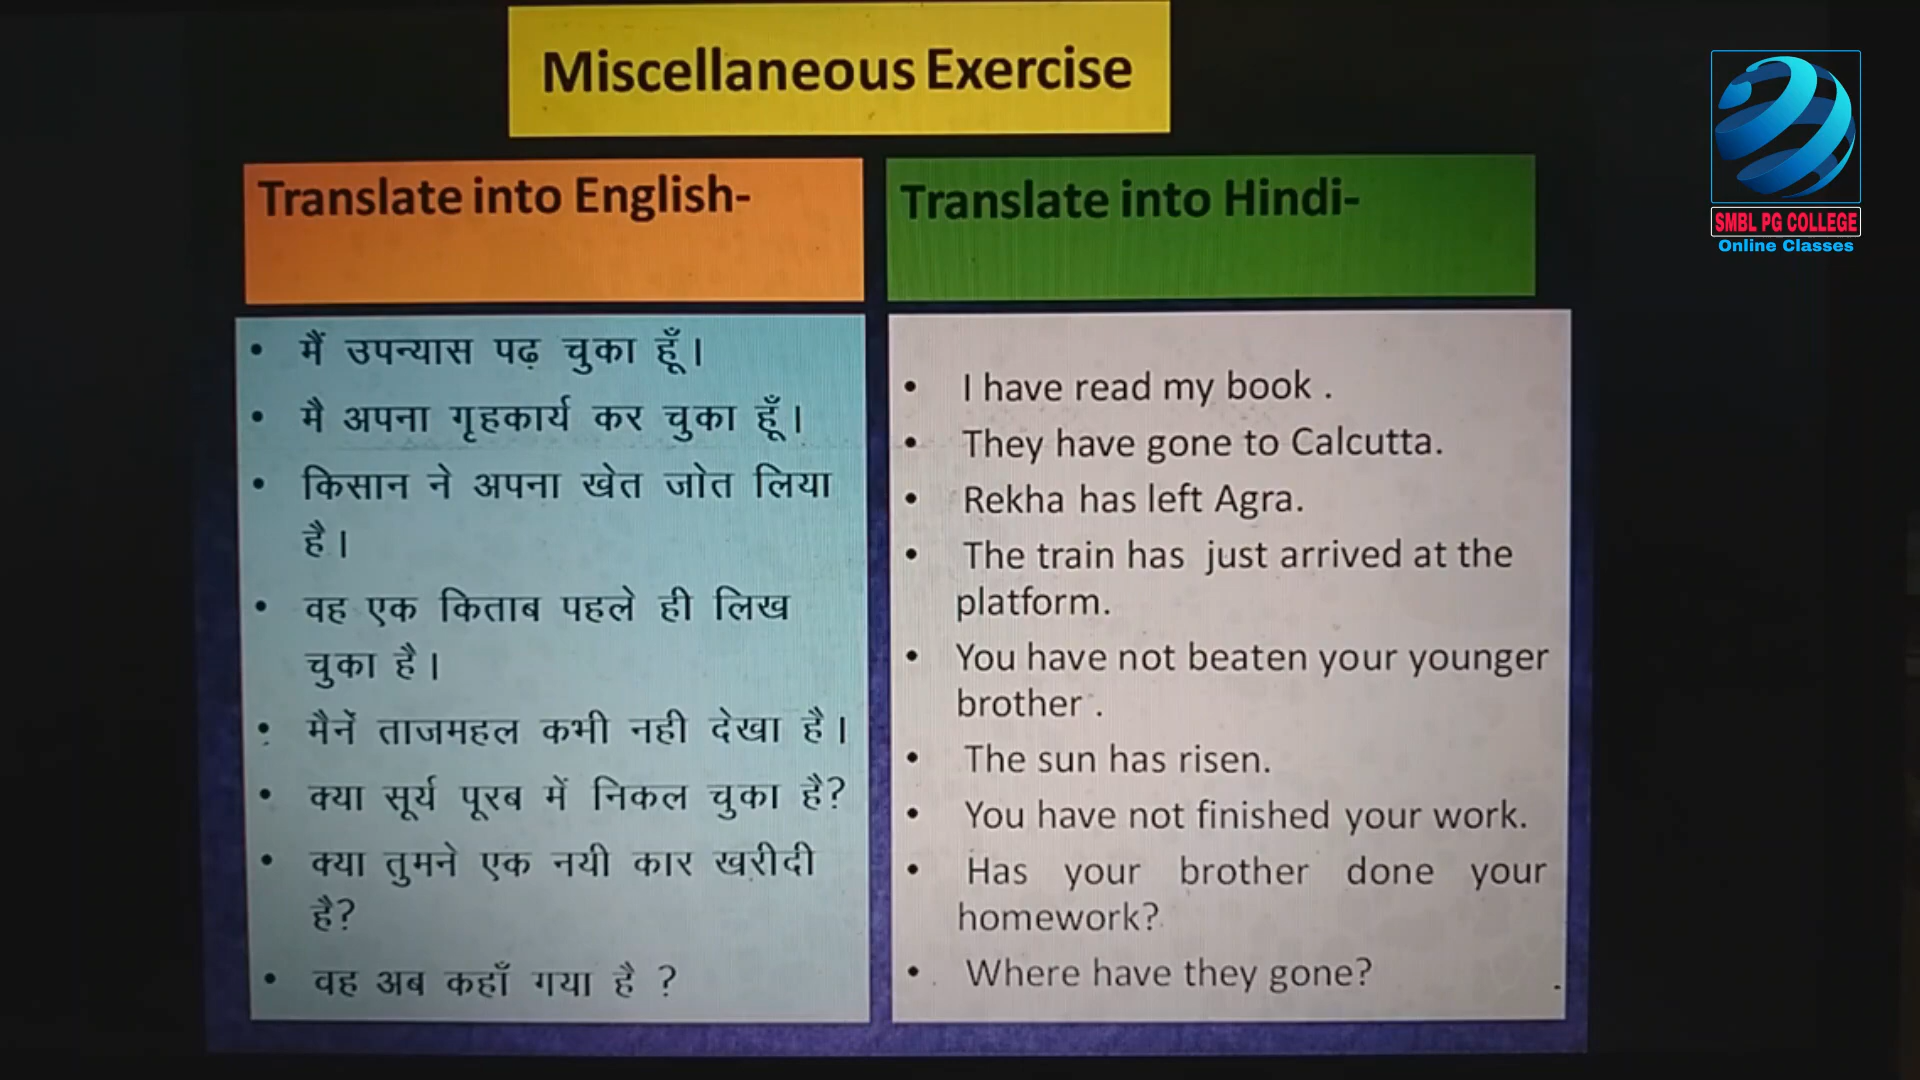 Miscellaneous Exercise
SMBL PG COLLEGE
Online Classes
Translate into English-
• मैं उपन्यास पढ़ चुका हूँ।
• मै अपना गृहकार्य कर चुका हूँ।
• किसान ने अपना खेत जोत लिया
है।
• वह एक किताब पहले ही लिख
चुका है।
• मैनें ताजमहल कभी नही देखा है।
• क्या सूर्य पूरब में निकल चुका है?
• क्या तुमने एक नयी कार खरीदी
है?
• वह अब कहाँ गया है ?
Translate into Hindi-
• I have read my book .
• They have gone to Calcutta.
• Rekha has left Agra.
• The train has just arrived at the
platform.
• You have not beaten your younger
brother .
• The sun has risen.
• You have not finished your work.
• Has your brother done your
homework?
• Where have they gone?